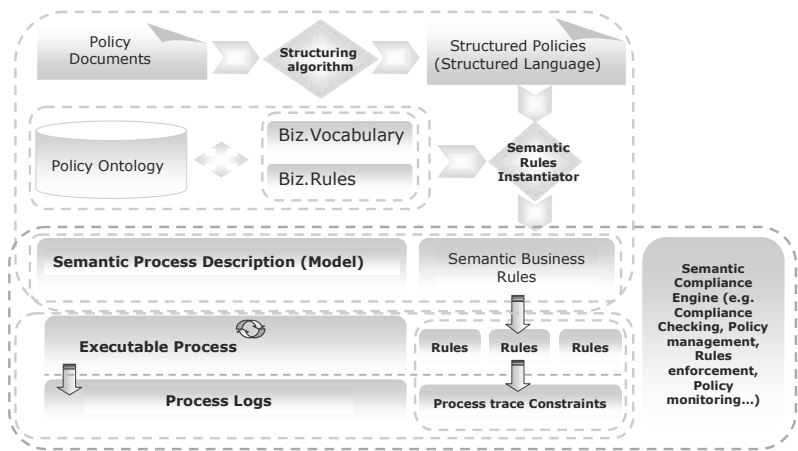 Policy
Documents
Structuring
algorithm
Structured Policies
(Structured Language)
Biz.Vocabulary
Policy Ontology
Biz.Rules
Semantic
Rules
Instantiator
Semantic Process Description (Model)
Semantic Business
Rules
Executable Process
Rules
Rules
Rules
Process Logs
Process trace Constraints
Semantic
Compliance
Engine (e.g.
Compliance
Checking, Policy
management,
Rules
enforcement,
Policy
monitoring...)